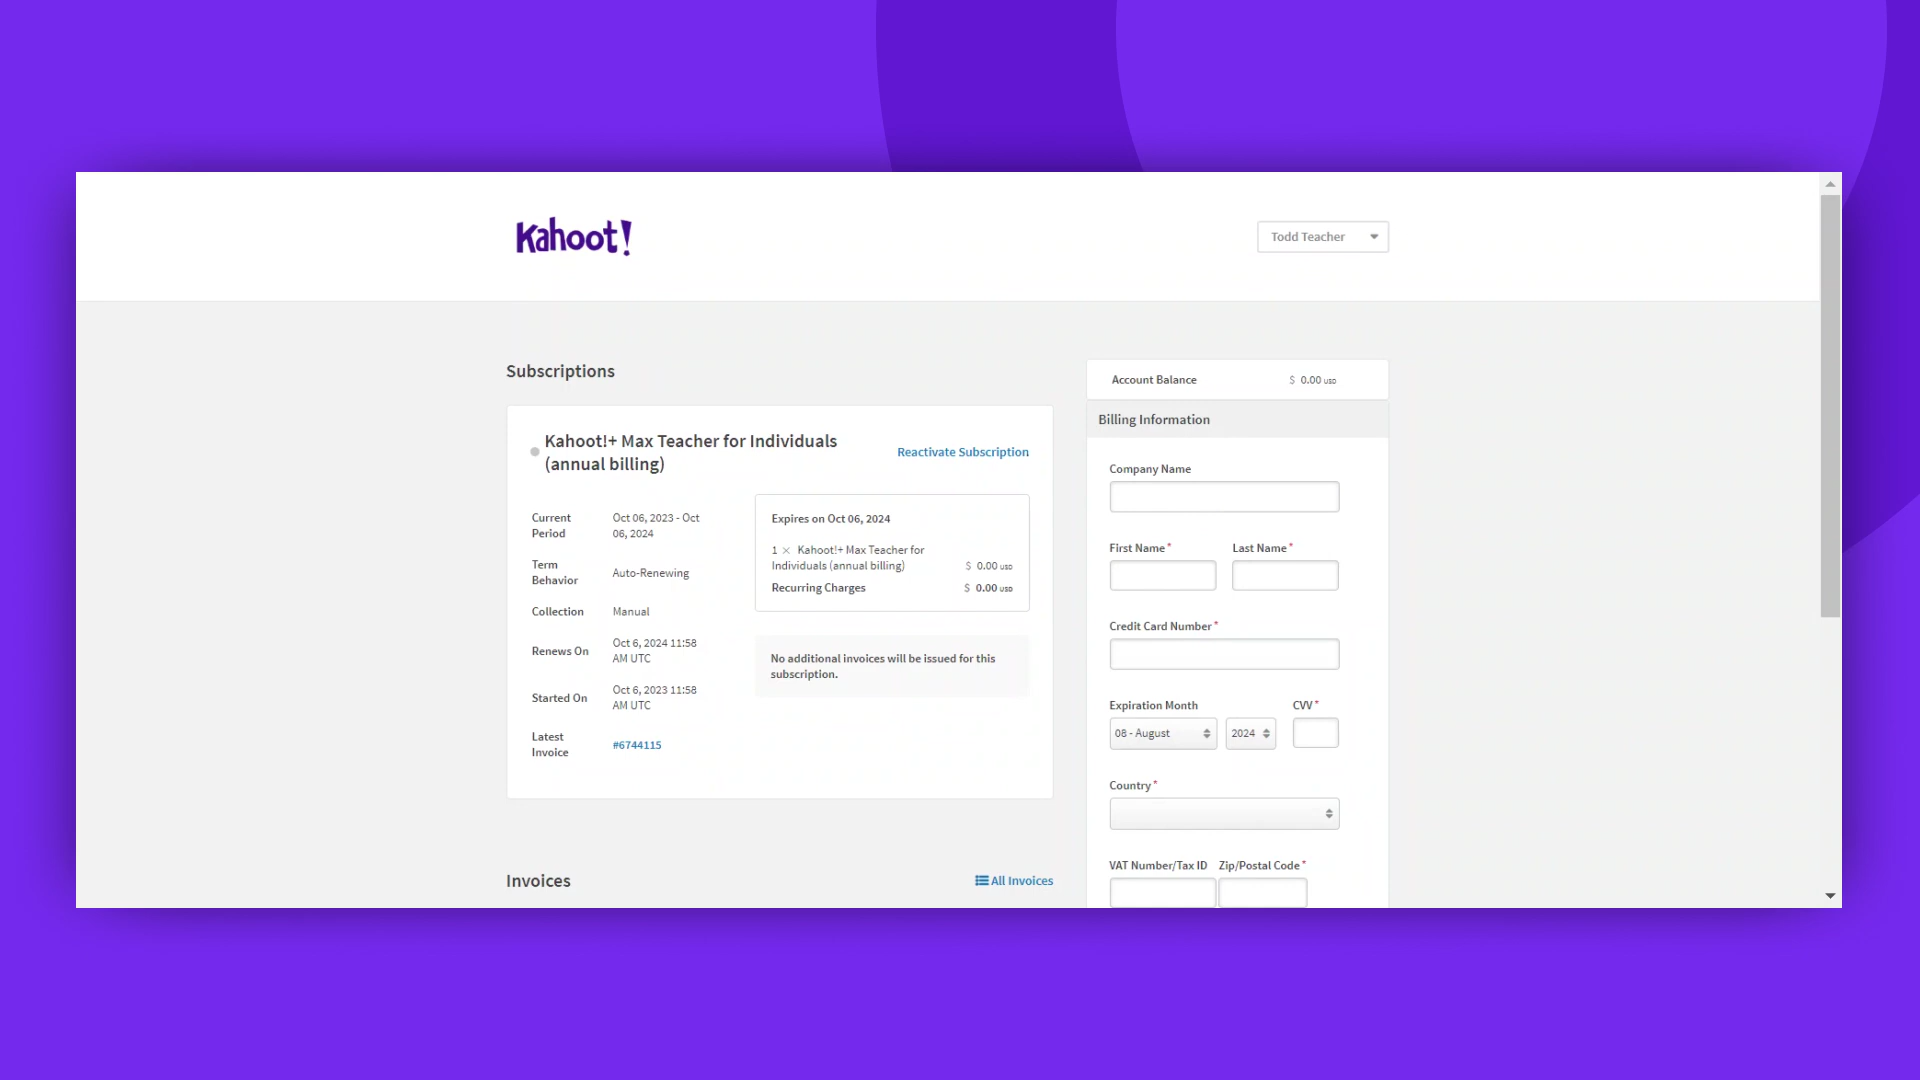 Kahoot!
Todd Teacher
Subscriptions
Kahoot!+ Max Teacher for Individuals
(annual billing)
Reactivate Subscription
Current
Period
Oct 06, 2023 - Oct
06, 2024
Term
Behavior
Auto-Renewing
Collection
Manual
Renews On
Oct 6, 2024 11:58
AM UTC
Started On
Oct 6, 2023 11:58
AM UTC
Latest
Invoice
#6744115
Expires on Oct 06, 2024
1 × Kahoot!+ Max Teacher for
Individuals (annual billing)
$ 0.00 USD
Recurring Charges
$ 0.00 USD
No additional invoices will be issued for this
subscription.
Invoices
All Invoices
Account Balance
$ 0.00 USD
Billing Information
Company Name
First Name*
Last Name*
Credit Card Number*
Expiration Month
CVV*
08 - August
2024
Country*
VAT Number/Tax ID
Zip/Postal Code*